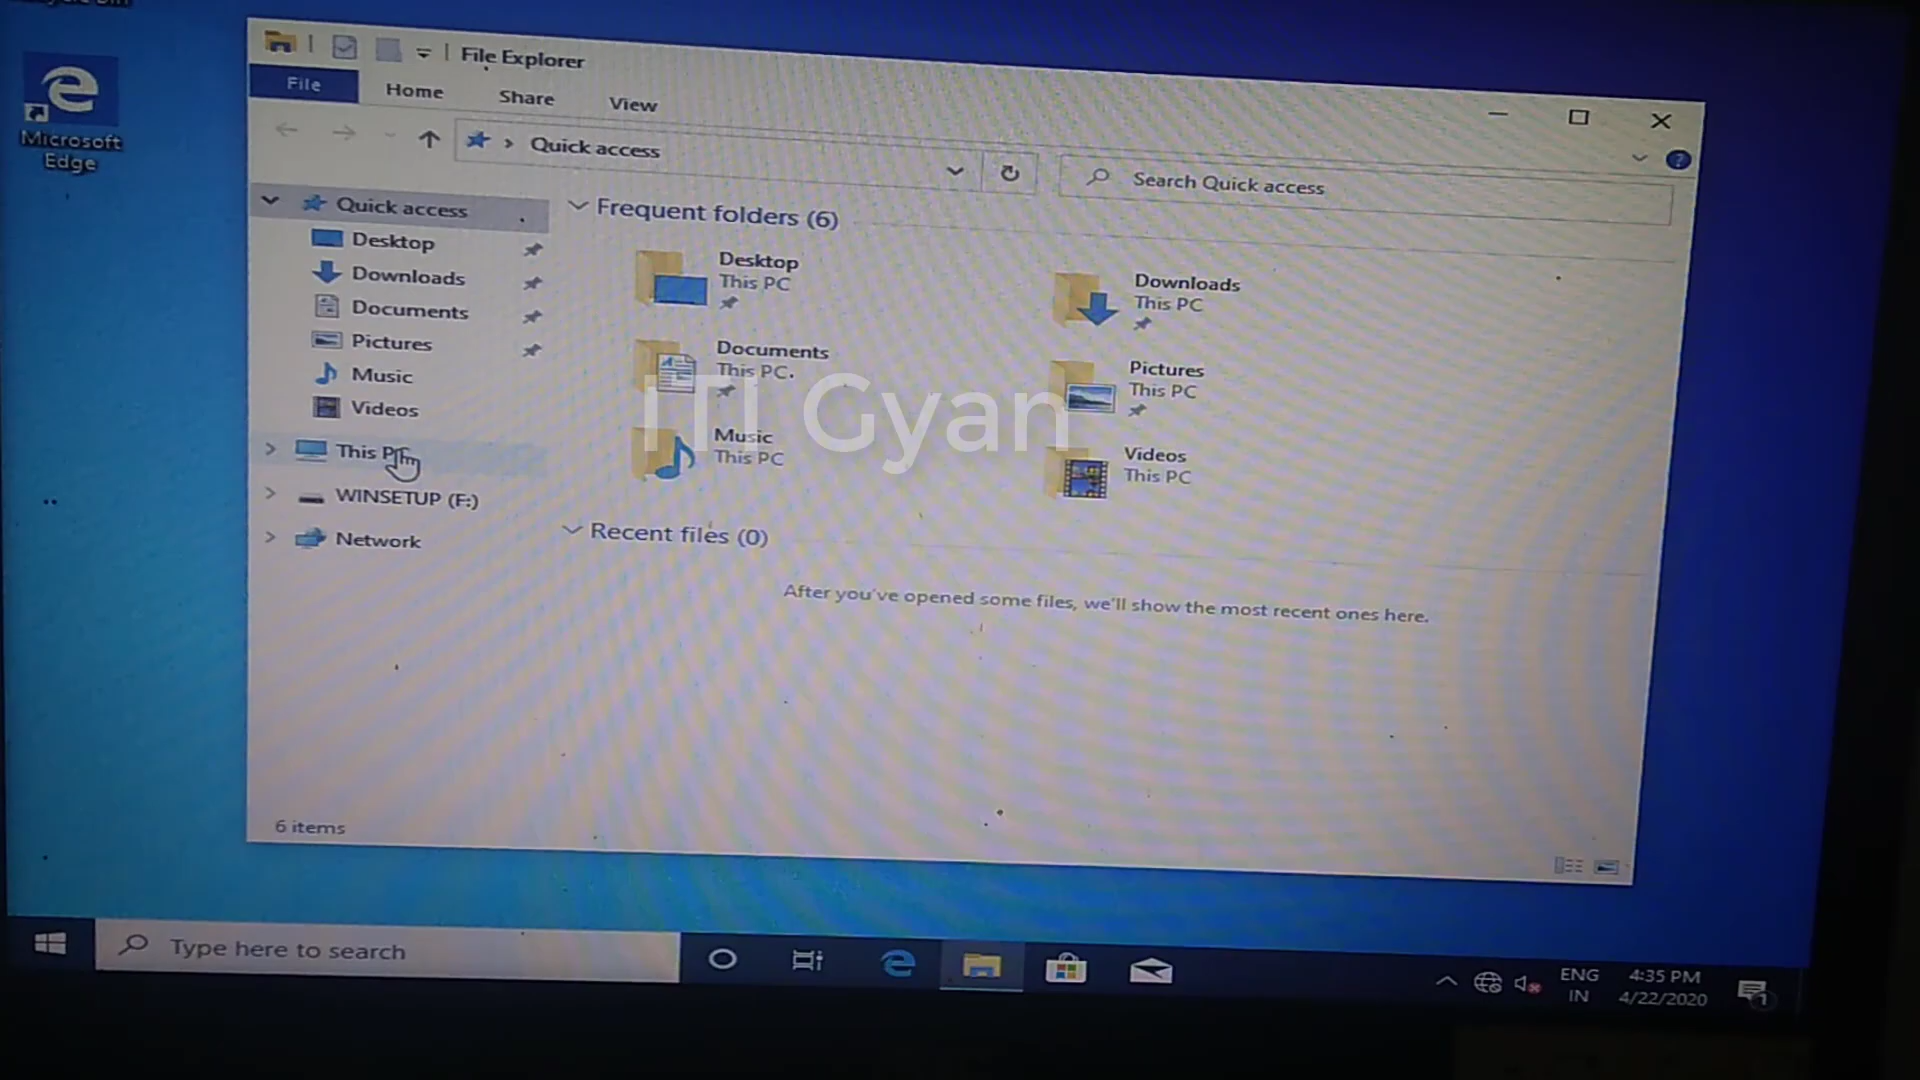 File Explorer
File
Home
Share
View
Quick access
Search Quick access
Microsoft
Edge
Quick access
Desktop
Downloads
Documents
Pictures
Music
Videos
This PC
WINSETUP (F:)
Network
Frequent folders (6)
Desktop
This PC
Downloads
This PC
Documents
This PC
Pictures
This PC
Music
This PC
Videos
This PC
ITI Gyan
Recent files (0)
After you've opened some files, we'll show the most recent ones here.
6 items
Type here to search
ENG
IN
4:35 PM
4/22/2020
1